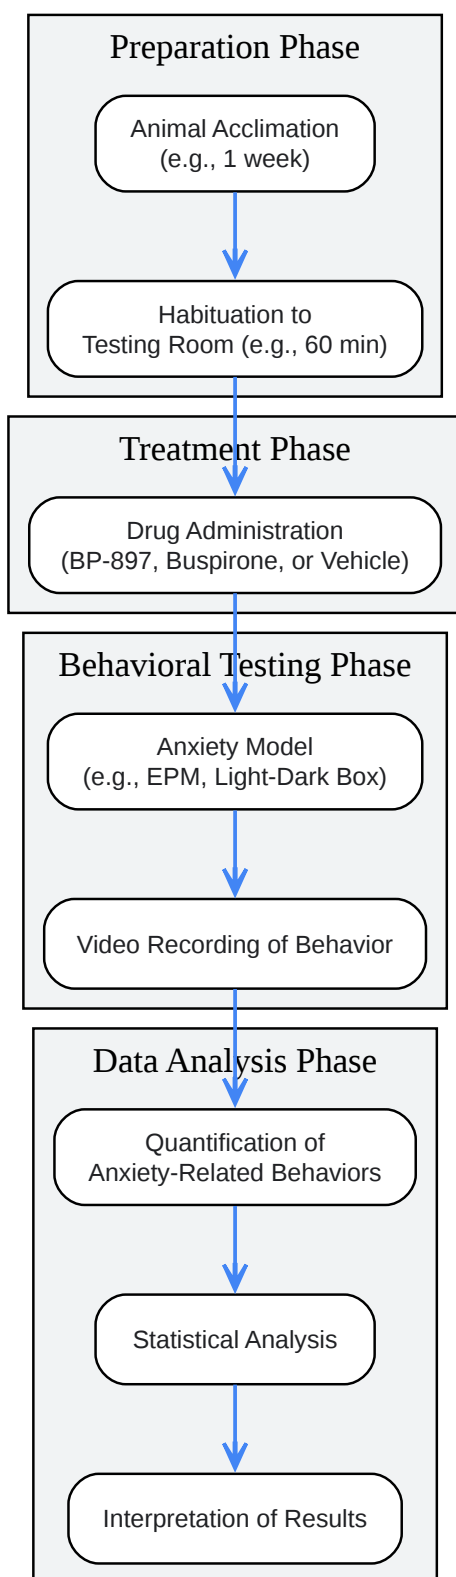 Preparation Phase
Animal Acclimation
(e.g., 1 week)
Habituation to
Testing Room (e.g., 60 min)
Treatment Phase
Drug Administration
(BP-897, Buspirone, or Vehicle)
Behavioral Testing Phase
Anxiety Model
(e.g., EPM, Light-Dark Box)
Video Recording of Behavior
Data Analysis Phase
Quantification of
Anxiety-Related Behaviors
Statistical Analysis
Interpretation of Results